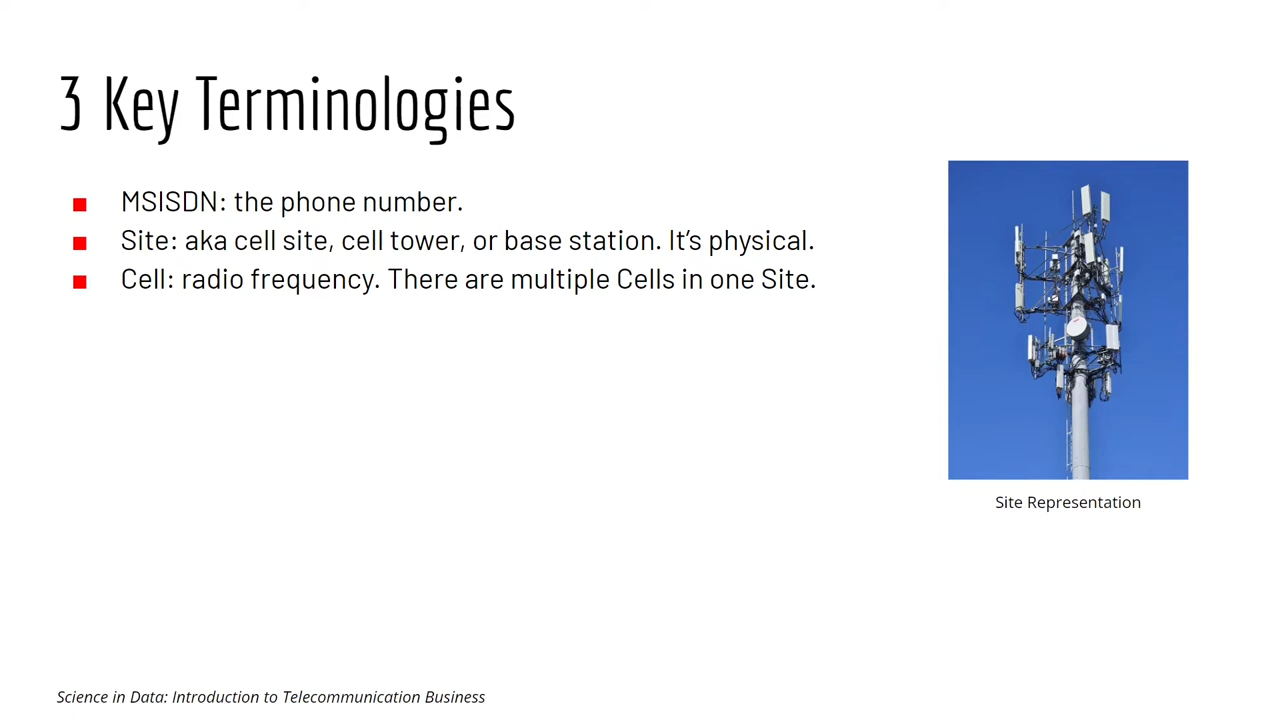 3 Key Terminologies
MSISDN: the phone number.
Site: aka cell site, cell tower, or base station. It’s physical.
Cell: radio frequency. There are multiple Cells in one Site.
Site Representation
Science in Data: Introduction to Telecommunication Business